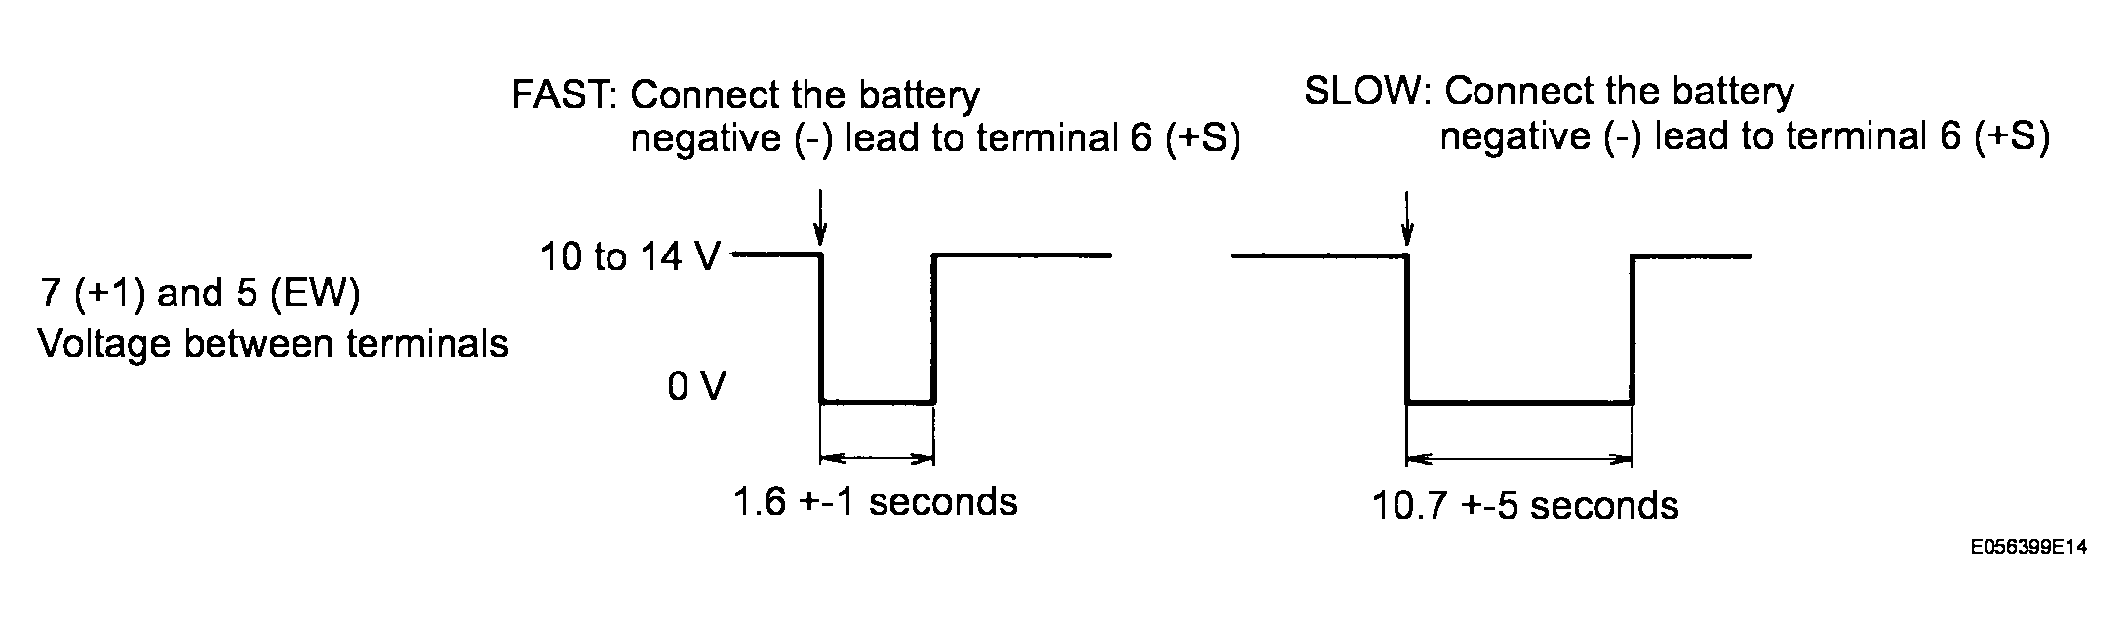 FAST: Connect the battery
negative (-) lead to terminal 6 (+S)
SLOW: Connect the battery
negative (-) lead to terminal 6 (+S)
10 to 14 V
7 (+1) and 5 (EW)
Voltage between terminals
0 V
1.6 +-1 seconds
10.7 +-5 seconds
E056399E14